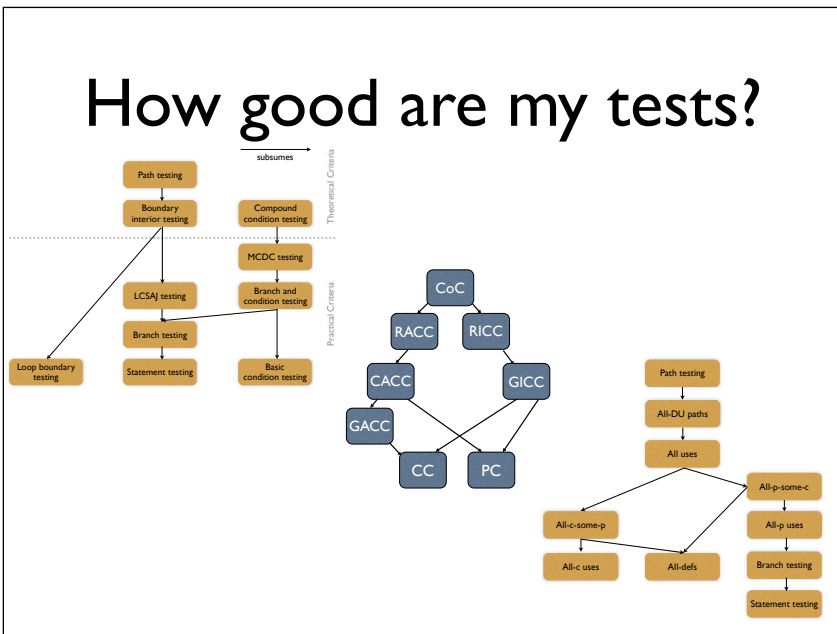 How good are my tests?
subsumes
Theoretical Criteria
Path testing
Boundary
interior testing
Compound
condition testing
MCDC testing
Practical Criteria
LCSAJ testing
Branch and
condition testing
Branch testing
Loop boundary
testing
Statement testing
Basic
condition testing
CoC
RACC
RICC
CACC
GICC
GACC
CC
PC
Path testing
All-DU paths
All uses
All-p-some-c
All-c-some-p
All-p uses
All-c uses
All-defs
Branch testing
Statement testing